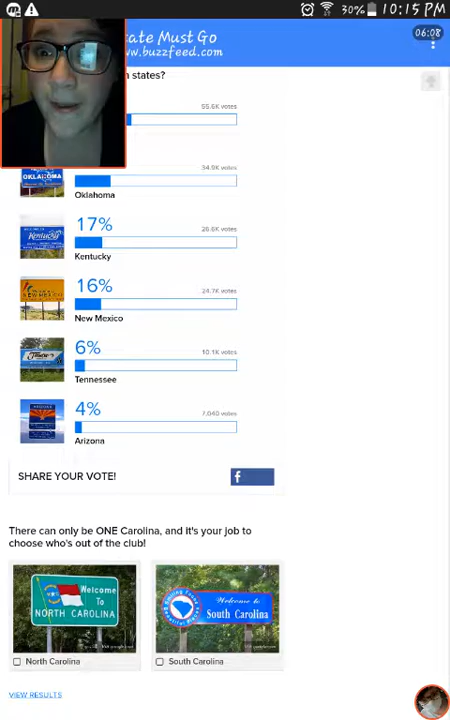 30% 10:15 PM
tate Must Go
w.buzzfeed.com
06:08
n states?
55.6K votes
34.9K votes
OKLAHOMA
Oklahoma
17%
26.6K votes
Kentucky
Kentucky
16%
24.7K votes
New Mexico
6%
10.1K votes
Tennessee
4%
7,040 votes
Arizona
SHARE YOUR VOTE!
f
There can only be ONE Carolina, and it's your job to
choose who's out of the club!
Welcome
To
NORTH CAROLINA
Welcome to
South Carolina
North Carolina
South Carolina
VIEW RESULTS